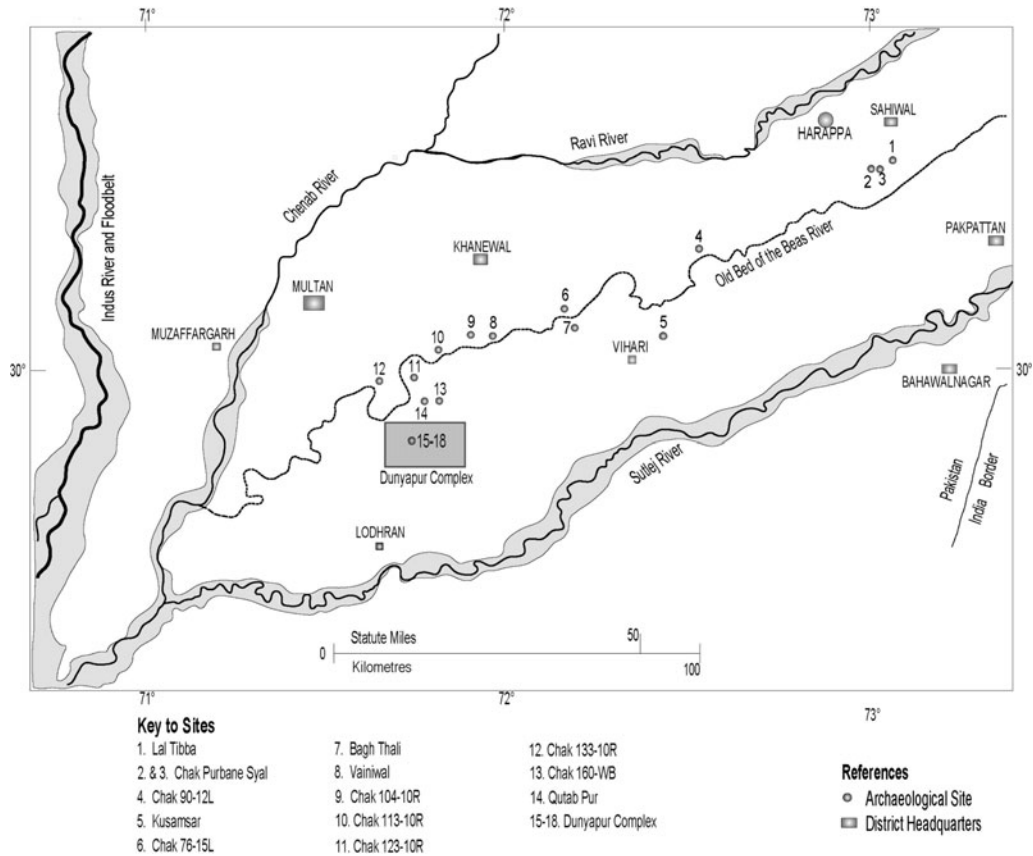 71°
72°
73°
Indus River and Floodbelt
Chenab River
Ravi River
HARAPPA
SAHIWAL
1
2
3
4
Old Bed of the Beas River
PAKPATTAN
KHANEWAL
MULTAN
MUZAFFARGARH
6
7
5
VIHARI
9
8
10
30°
30°
12
11
BAHAWALNAGAR
14
13
15-18
Dunyapur Complex
Sutlej River
Pakistan
India Border
LODHRAN
Statute Miles
50
0
Kilometres
100
71°
72°
73°
Key to Sites
1. Lal Tibba
2. & 3. Chak Purbane Syal
4. Chak 90-12L
5. Kusamsar
6. Chak 76-15L
7. Bagh Thali
8. Vainiwal
9. Chak 104-10R
10. Chak 113-10R
11. Chak 123-10R
12. Chak 133-10R
13. Chak 160-WB
14. Qutab Pur
15-18. Dunyapur Complex
References
Archaeological Site
District Headquarters